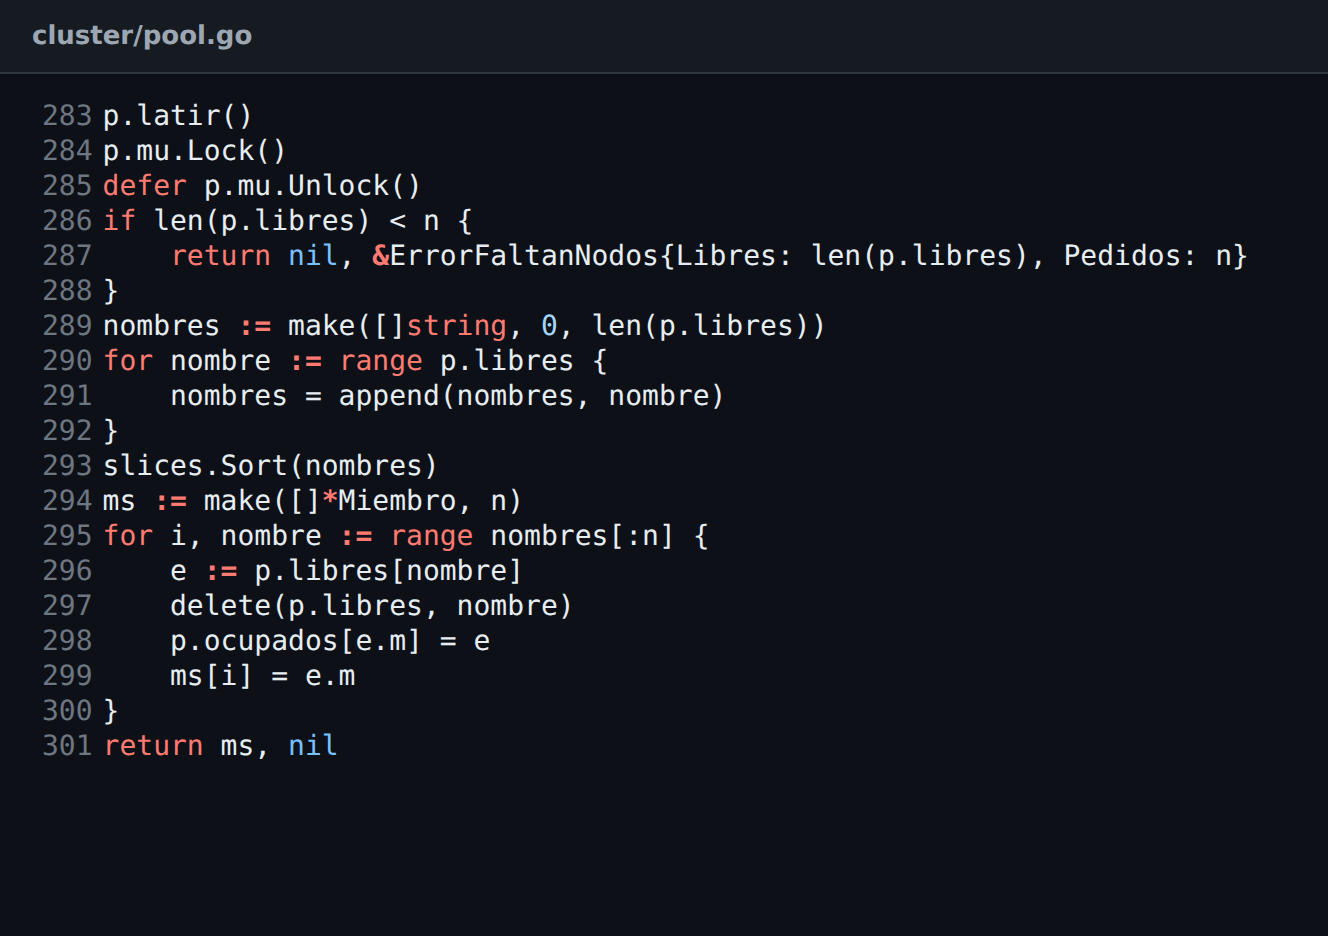 cluster/pool.go
283 p.latir()
284 p.mu.Lock()
285 defer p.mu.Unlock()
286 if len(p.libres) < n {
287     return nil, &ErrorFaltanNodos{Libres: len(p.libres), Pedidos: n}
288 }
289 nombres := make([]string, 0, len(p.libres))
290 for nombre := range p.libres {
291     nombres = append(nombres, nombre)
292 }
293 slices.Sort(nombres)
294 ms := make([]*Miembro, n)
295 for i, nombre := range nombres[:n] {
296     e := p.libres[nombre]
297     delete(p.libres, nombre)
298     p.ocupados[e.m] = e
299     ms[i] = e.m
300 }
301 return ms, nil